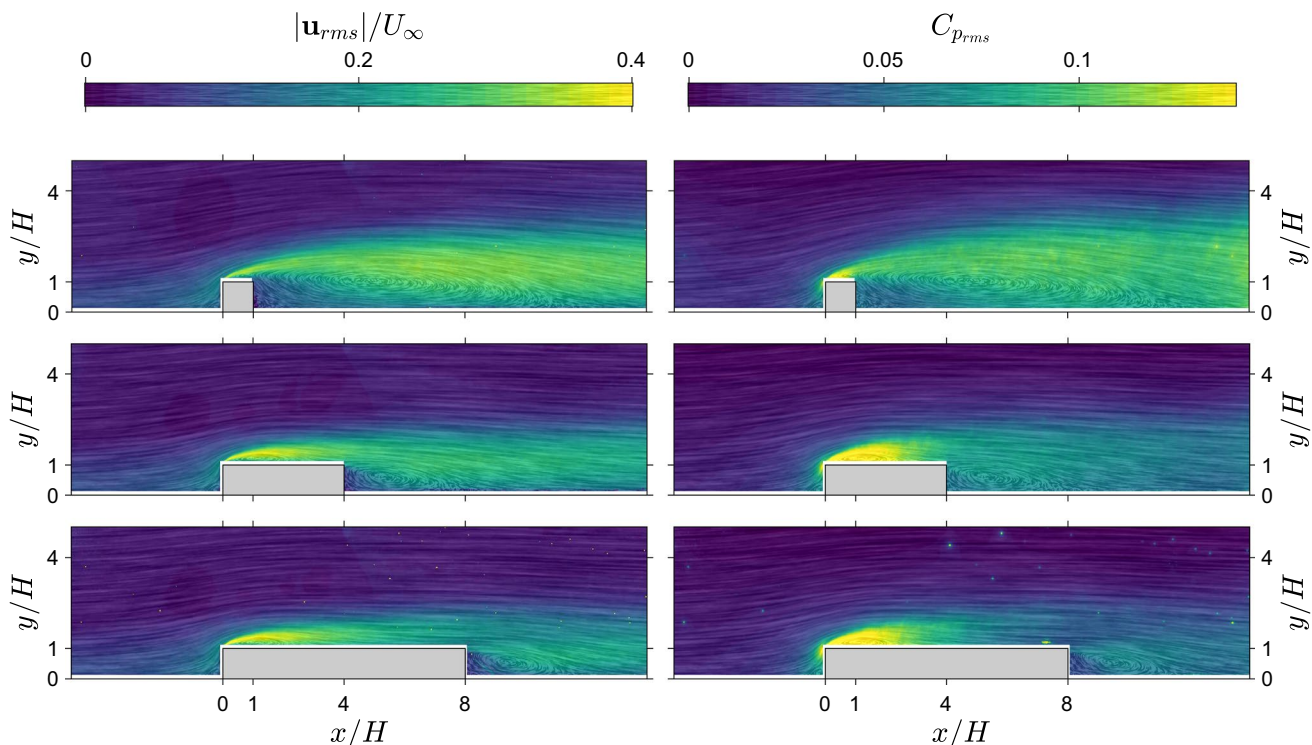 |u_rms|/U_∞
C_p_rms
0 0.2 0.4
0 0.05 0.1
y/H 4 1 0
4 1 0 y/H
y/H 4 1 0
4 1 0 y/H
y/H 4 1 0
4 1 0 y/H
0 1 4 8
0 1 4 8
x/H
x/H